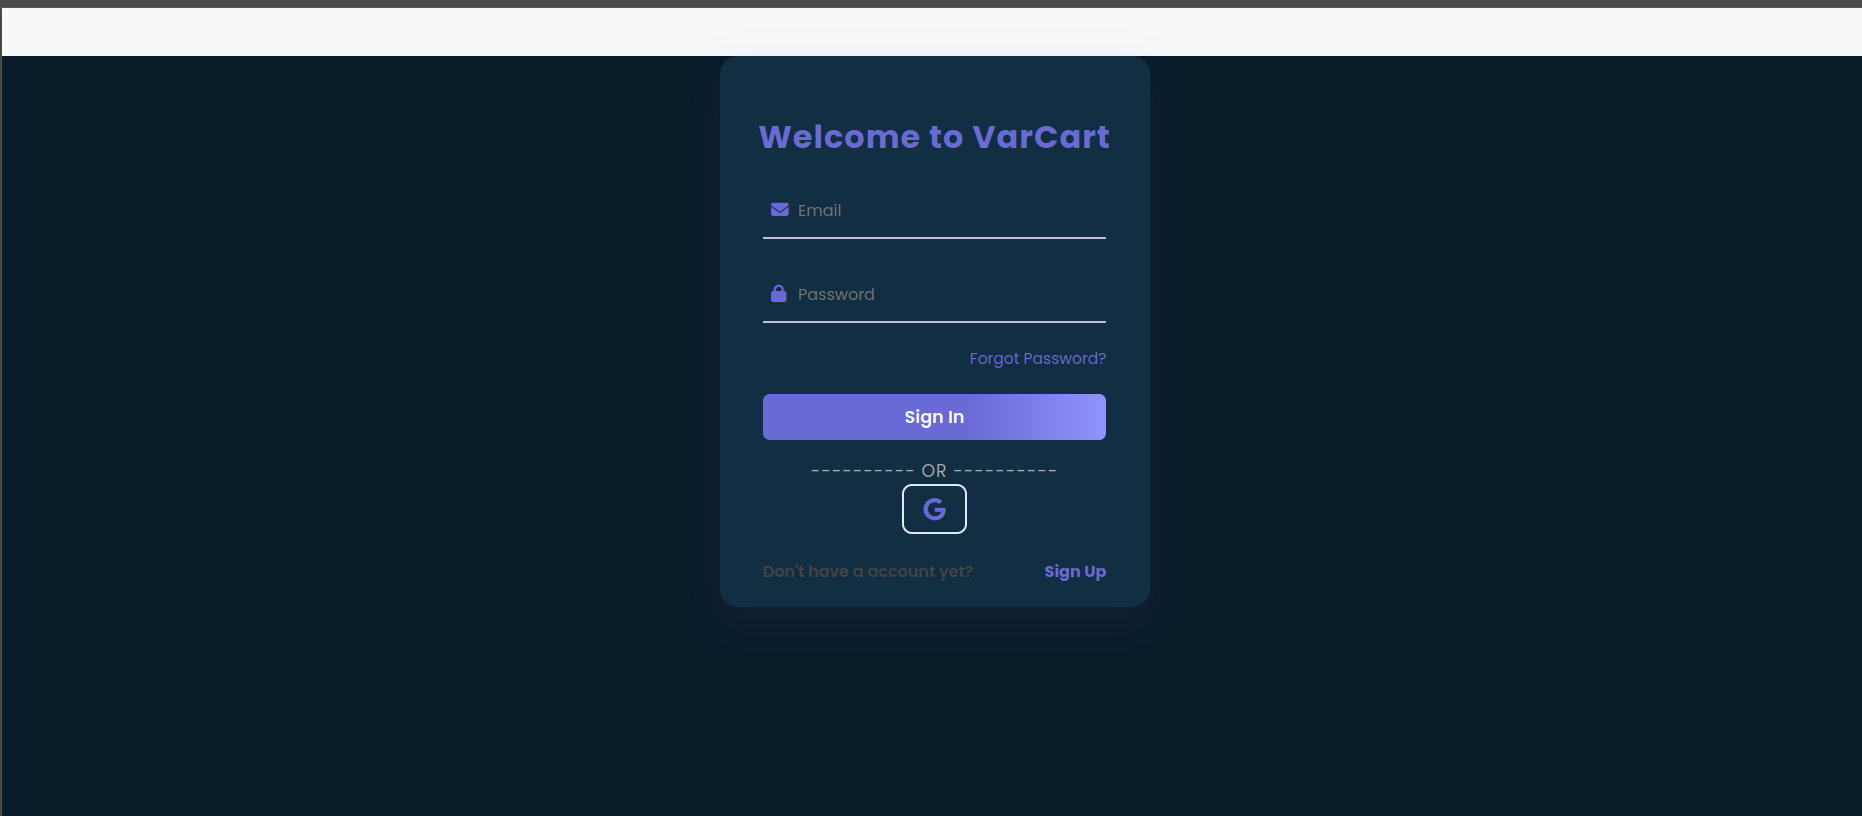 Welcome to VarCart
Email
Password
Forgot Password?
Sign In
---------- OR ----------
G
Don't have a account yet? Sign Up